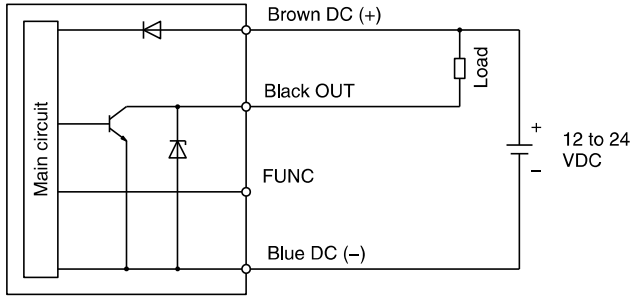 Brown DC (+)
Load
Black OUT
Main circuit
+
12 to 24
VDC
−
FUNC
Blue DC (−)